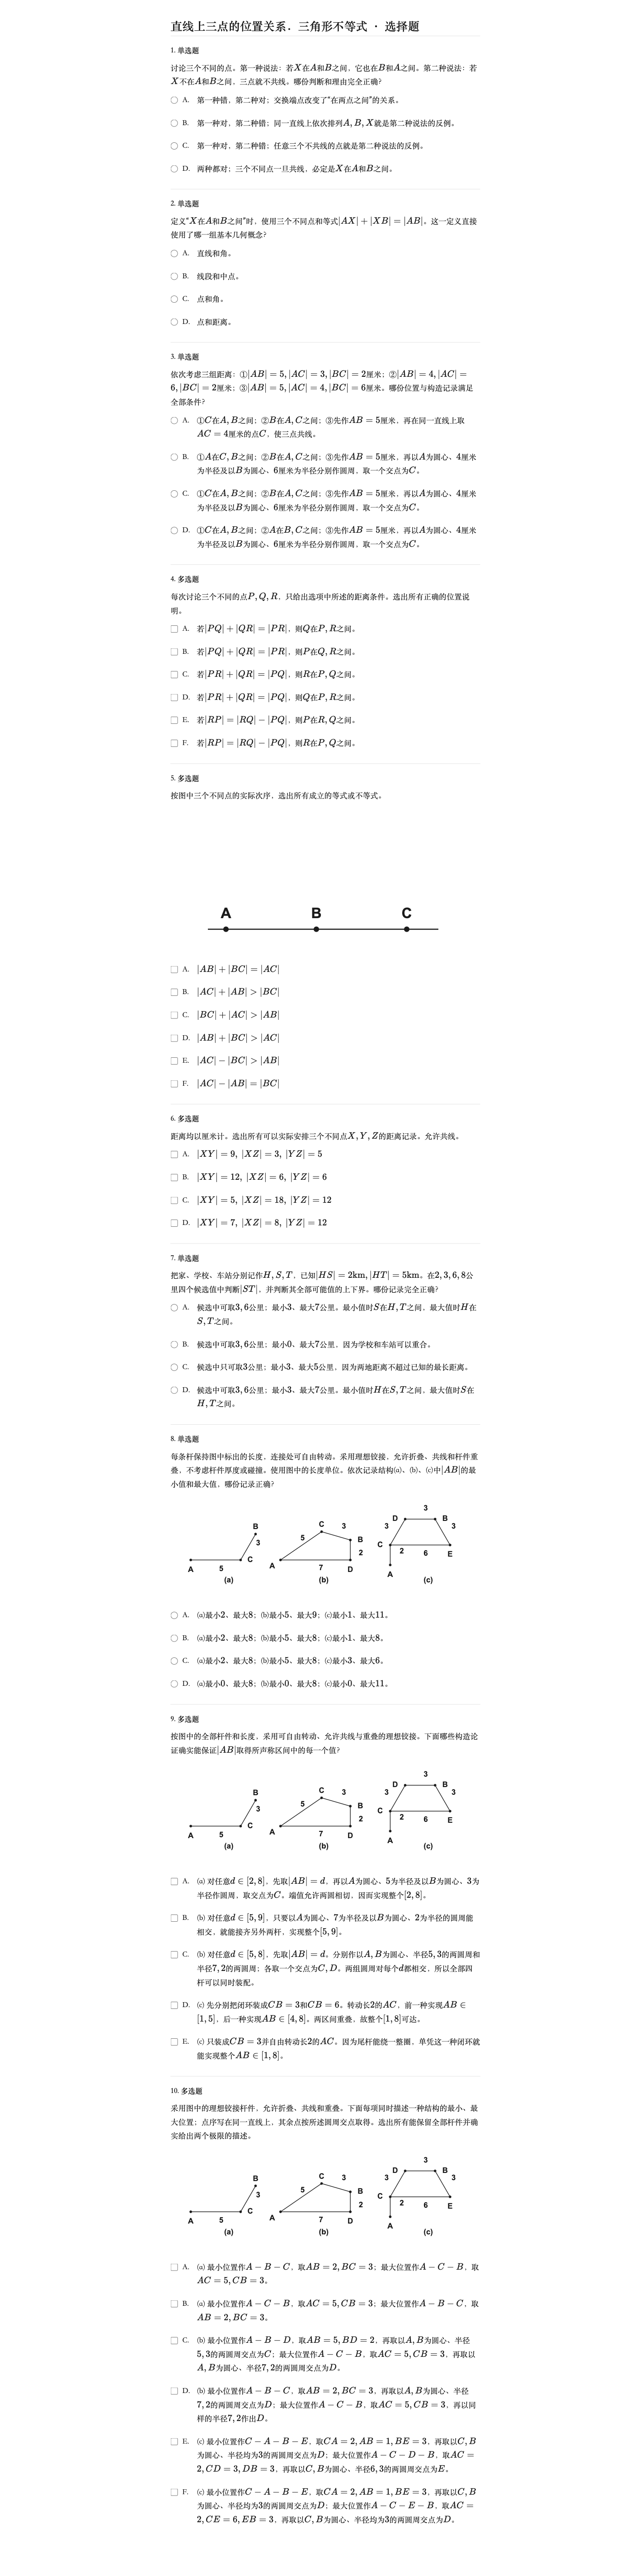 直线上三点的位置关系，三角形不等式 · 选择题
1. 单选题
讨论三个不同的点。第一种说法：若X在A和B之间，它也在B和A之间。第二种说法：若
X不在A和B之间，三点就不共线。哪份判断和理由完全正确？
A. 第一种错，第二种对；交换端点改变了“在两点之间”的关系。
B. 第一种对，第二种错；同一直线上依次排列A, B, X就是第二种说法的反例。
C. 第一种对，第二种错；任意三个不共线的点就是第二种说法的反例。
D. 两种都对；三个不同点一旦共线，必定是X在A和B之间。
2. 单选题
定义“X在A和B之间”时，使用三个不同点和等式|AX| + |XB| = |AB|。这一定义直接
使用了哪一组基本几何概念？
A. 直线和角。
B. 线段和中点。
C. 点和角。
D. 点和距离。
3. 单选题
依次考虑三组距离：①|AB| = 5, |AC| = 3, |BC| = 2厘米；②|AB| = 4, |AC| =
6, |BC| = 2厘米；③|AB| = 5, |AC| = 4, |BC| = 6厘米。哪份位置与构造记录满足
全部条件？
A. ①C在A, B之间；②B在A, C之间；③先作AB = 5厘米，再在同一直线上取
AC = 4厘米的点C，使三点共线。
B. ①A在C, B之间；②B在A, C之间；③先作AB = 5厘米，再以A为圆心、4厘米
为半径及以B为圆心、6厘米为半径分别作圆周，取一个交点为C。
C. ①C在A, B之间；②B在A, C之间；③先作AB = 5厘米，再以A为圆心、4厘米
为半径及以B为圆心、6厘米为半径分别作圆周，取一个交点为C。
D. ①C在A, B之间；②A在B, C之间；③先作AB = 5厘米，再以A为圆心、4厘米
为半径及以B为圆心、6厘米为半径分别作圆周，取一个交点为C。
4. 多选题
每次讨论三个不同的点P, Q, R，只给出选项中所述的距离条件。选出所有正确的位置说
明。
A. 若|PQ| + |QR| = |PR|，则Q在P, R之间。
B. 若|PQ| + |QR| = |PR|，则P在Q, R之间。
C. 若|PR| + |QR| = |PQ|，则R在P, Q之间。
D. 若|PR| + |QR| = |PQ|，则Q在P, R之间。
E. 若|RP| = |RQ| − |PQ|，则P在R, Q之间。
F. 若|RP| = |RQ| − |PQ|，则R在P, Q之间。
5. 多选题
按图中三个不同点的实际次序，选出所有成立的等式或不等式。
A B C
A. |AB| + |BC| = |AC|
B. |AC| + |AB| > |BC|
C. |BC| + |AC| > |AB|
D. |AB| + |BC| > |AC|
E. |AC| − |BC| > |AB|
F. |AC| − |AB| = |BC|
6. 多选题
距离均以厘米计。选出所有可以实际安排三个不同点X, Y, Z的距离记录。允许共线。
A. |XY| = 9, |XZ| = 3, |YZ| = 5
B. |XY| = 12, |XZ| = 6, |YZ| = 6
C. |XY| = 5, |XZ| = 18, |YZ| = 12
D. |XY| = 7, |XZ| = 8, |YZ| = 12
7. 单选题
把家、学校、车站分别记作H, S, T，已知|HS| = 2km, |HT| = 5km。在2, 3, 6, 8公
里四个候选值中判断|ST|，并判断其全部可能值的上下界。哪份记录完全正确？
A. 候选中可取3, 6公里；最小3、最大7公里。最小值时S在H, T之间，最大值时H在
S, T之间。
B. 候选中可取3, 6公里；最小0、最大7公里，因为学校和车站可以重合。
C. 候选中只可取3公里；最小3、最大5公里，因为两地距离不超过已知的最长距离。
D. 候选中可取3, 6公里；最小3、最大7公里。最小值时H在S, T之间，最大值时S在
H, T之间。
8. 单选题
每条杆保持图中标出的长度，连接处可自由转动。采用理想铰接，允许折叠、共线和杆件重
叠，不考虑杆件厚度或碰撞。使用图中的长度单位。依次记录结构(a)、(b)、(c)中|AB|的最
小值和最大值，哪份记录正确？
A 5 C 3 B (a)
A 5 C 3 B 2 D 7 (b)
A 2 C 3 D 3 B 3 E 6 (c)
A. (a)最小2、最大8；(b)最小5、最大9；(c)最小1、最大11。
B. (a)最小2、最大8；(b)最小5、最大8；(c)最小1、最大8。
C. (a)最小2、最大8；(b)最小5、最大8；(c)最小3、最大6。
D. (a)最小0、最大8；(b)最小0、最大8；(c)最小0、最大11。
9. 多选题
按图中的全部杆件和长度，采用可自由转动、允许共线与重叠的理想铰接。下面哪些构造论
证确实能保证|AB|取得所声称区间中的每一个值？
A 5 C 3 B (a)
A 5 C 3 B 2 D 7 (b)
A 2 C 3 D 3 B 3 E 6 (c)
A. (a) 对任意d ∈ [2, 8]，先取|AB| = d，再以A为圆心、5为半径及以B为圆心、3为
半径作圆周，取交点为C。端值允许两圆相切，因而实现整个[2, 8]。
B. (b) 对任意d ∈ [5, 9]，只要以A为圆心、7为半径及以B为圆心、2为半径的圆周能
相交，就能接齐另外两杆，实现整个[5, 9]。
C. (b) 对任意d ∈ [5, 8]，先取|AB| = d。分别作以A, B为圆心、半径5, 3的两圆周和
半径7, 2的两圆周；各取一个交点为C, D。两组圆周对每个d都相交，所以全部四
杆可以同时装配。
D. (c) 先分别把闭环装成CB = 3和CB = 6。转动长2的AC，前一种实现AB ∈
[1, 5]，后一种实现AB ∈ [4, 8]。两区间重叠，故整个[1, 8]可达。
E. (c) 只装成CB = 3并自由转动长2的AC。因为尾杆能绕一整圈，单凭这一种闭环就
能实现整个AB ∈ [1, 8]。
10. 多选题
采用图中的理想铰接杆件，允许折叠、共线和重叠。下面每项同时描述一种结构的最小、最
大位置；点序写在同一直线上，其余点按所述圆周交点取得。选出所有能保留全部杆件并确
实给出两个极限的描述。
A 5 C 3 B (a)
A 5 C 3 B 2 D 7 (b)
A 2 C 3 D 3 B 3 E 6 (c)
A. (a) 最小位置作A − B − C，取AB = 2, BC = 3；最大位置作A − C − B，取
AC = 5, CB = 3。
B. (a) 最小位置作A − C − B，取AC = 5, CB = 3；最大位置作A − B − C，取
AB = 2, BC = 3。
C. (b) 最小位置作A − B − D，取AB = 5, BD = 2，再取以A, B为圆心、半径
5, 3的两圆周交点为C；最大位置作A − C − B，取AC = 5, CB = 3，再取以
A, B为圆心、半径7, 2的两圆周交点为D。
D. (b) 最小位置作A − B − C，取AB = 2, BC = 3，再取以A, B为圆心、半径
7, 2的两圆周交点为D；最大位置作A − C − B，取AC = 5, CB = 3，再以同
样的半径7, 2作出D。
E. (c) 最小位置作C − A − B − E，取CA = 2, AB = 1, BE = 3，再取以C, B
为圆心、半径均为3的两圆周交点为D；最大位置作A − C − D − B，取AC =
2, CD = 3, DB = 3，再取以C, B为圆心、半径6, 3的两圆周交点为E。
F. (c) 最小位置作C − A − B − E，取CA = 2, AB = 1, BE = 3，再取以C, B
为圆心、半径均为3的两圆周交点为D；最大位置作A − C − E − B，取AC =
2, CE = 6, EB = 3，再取以C, B为圆心、半径均为3的两圆周交点为D。